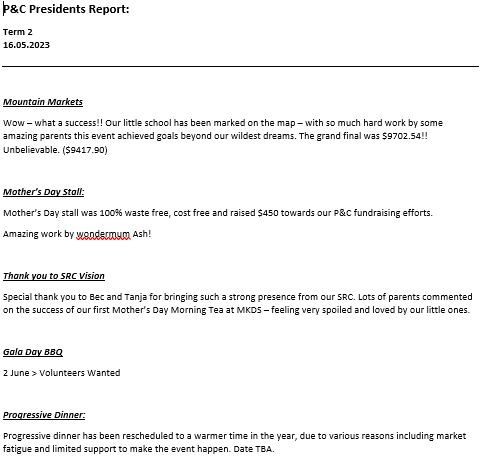 P&C Presidents Report:
Term 2
16.05.2023
Mountain Markets
Wow – what a success!! Our little school has been marked on the map – with so much hard work by some
amazing parents this event achieved goals beyond our wildest dreams. The grand final was $9702.54!!
Unbelievable. ($9417.90)
Mother's Day Stall:
Mother's Day stall was 100% waste free, cost free and raised $450 towards our P&C fundraising efforts.
Amazing work by wondermum Ash!
Thank you to SRC Vision
Special thank you to Bec and Tanja for bringing such a strong presence from our SRC. Lots of parents commented
on the success of our first Mother's Day Morning Tea at MKDS – feeling very spoiled and loved by our little ones.
Gala Day BBQ
2 June > Volunteers Wanted
Progressive Dinner:
Progressive dinner has been rescheduled to a warmer time in the year, due to various reasons including market
fatigue and limited support to make the event happen. Date TBA.